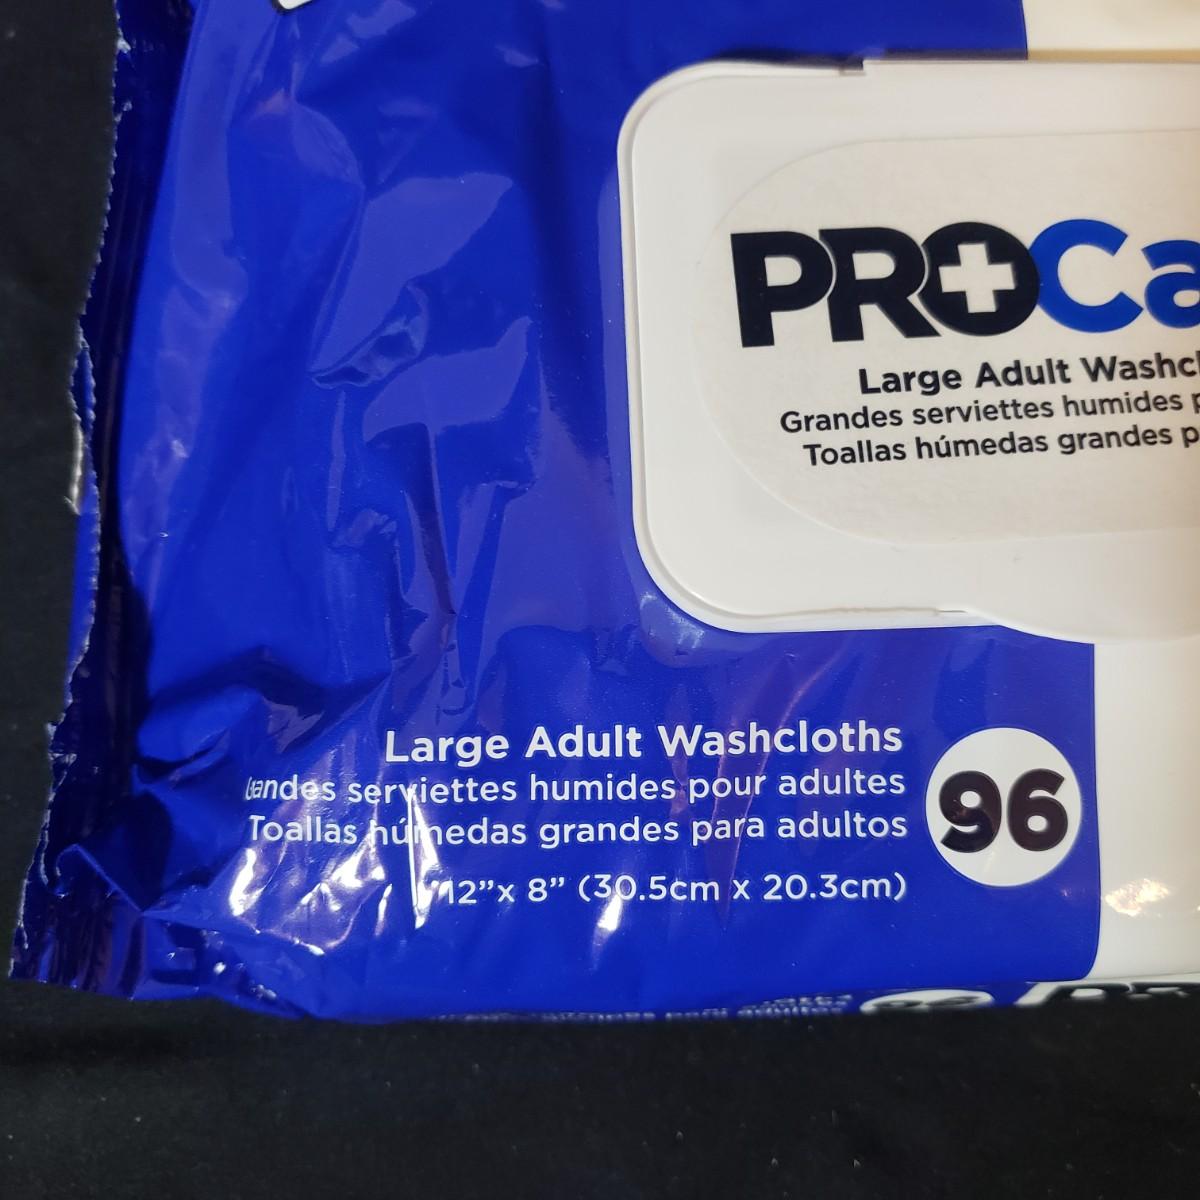 PROCa
Large Adult Washcl
Grandes serviettes humides p
Toallas húmedas grandes p
Large Adult Washcloths
Grandes serviettes humides pour adultes
Toallas húmedas grandes para adultos
96
12”x 8” (30.5cm x 20.3cm)